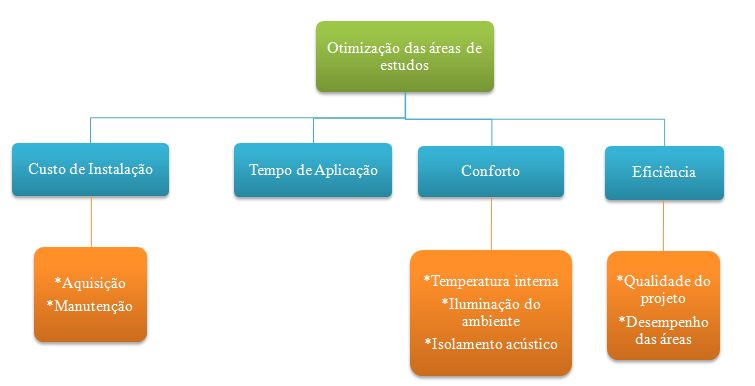 Otimização das áreas de
estudos
Custo de Instalação
Tempo de Aplicação
Conforto
Eficiência
*Aquisição
*Manutenção
*Temperatura interna
*Iluminação do
ambiente
*Isolamento acústico
*Qualidade do
projeto
*Desempenho
das áreas